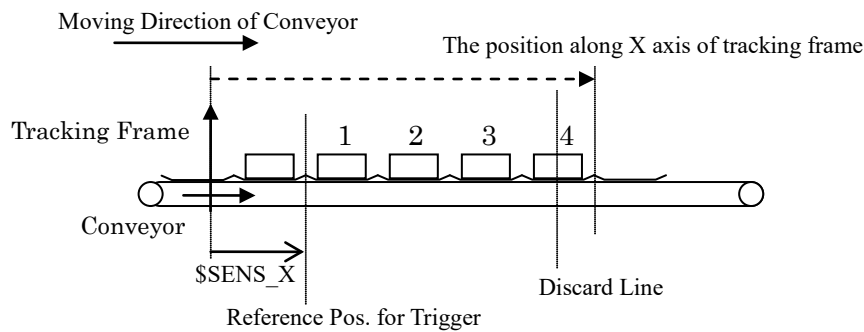 Moving Direction of Conveyor
The position along X axis of tracking frame
Tracking Frame
1 2 3 4
Conveyor
$SENS_X
Discard Line
Reference Pos. for Trigger